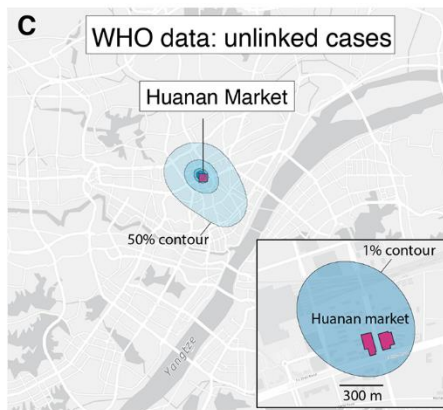 C
WHO data: unlinked cases
Huanan Market
50% contour
1% contour
Huanan market
300 m
Yangtze